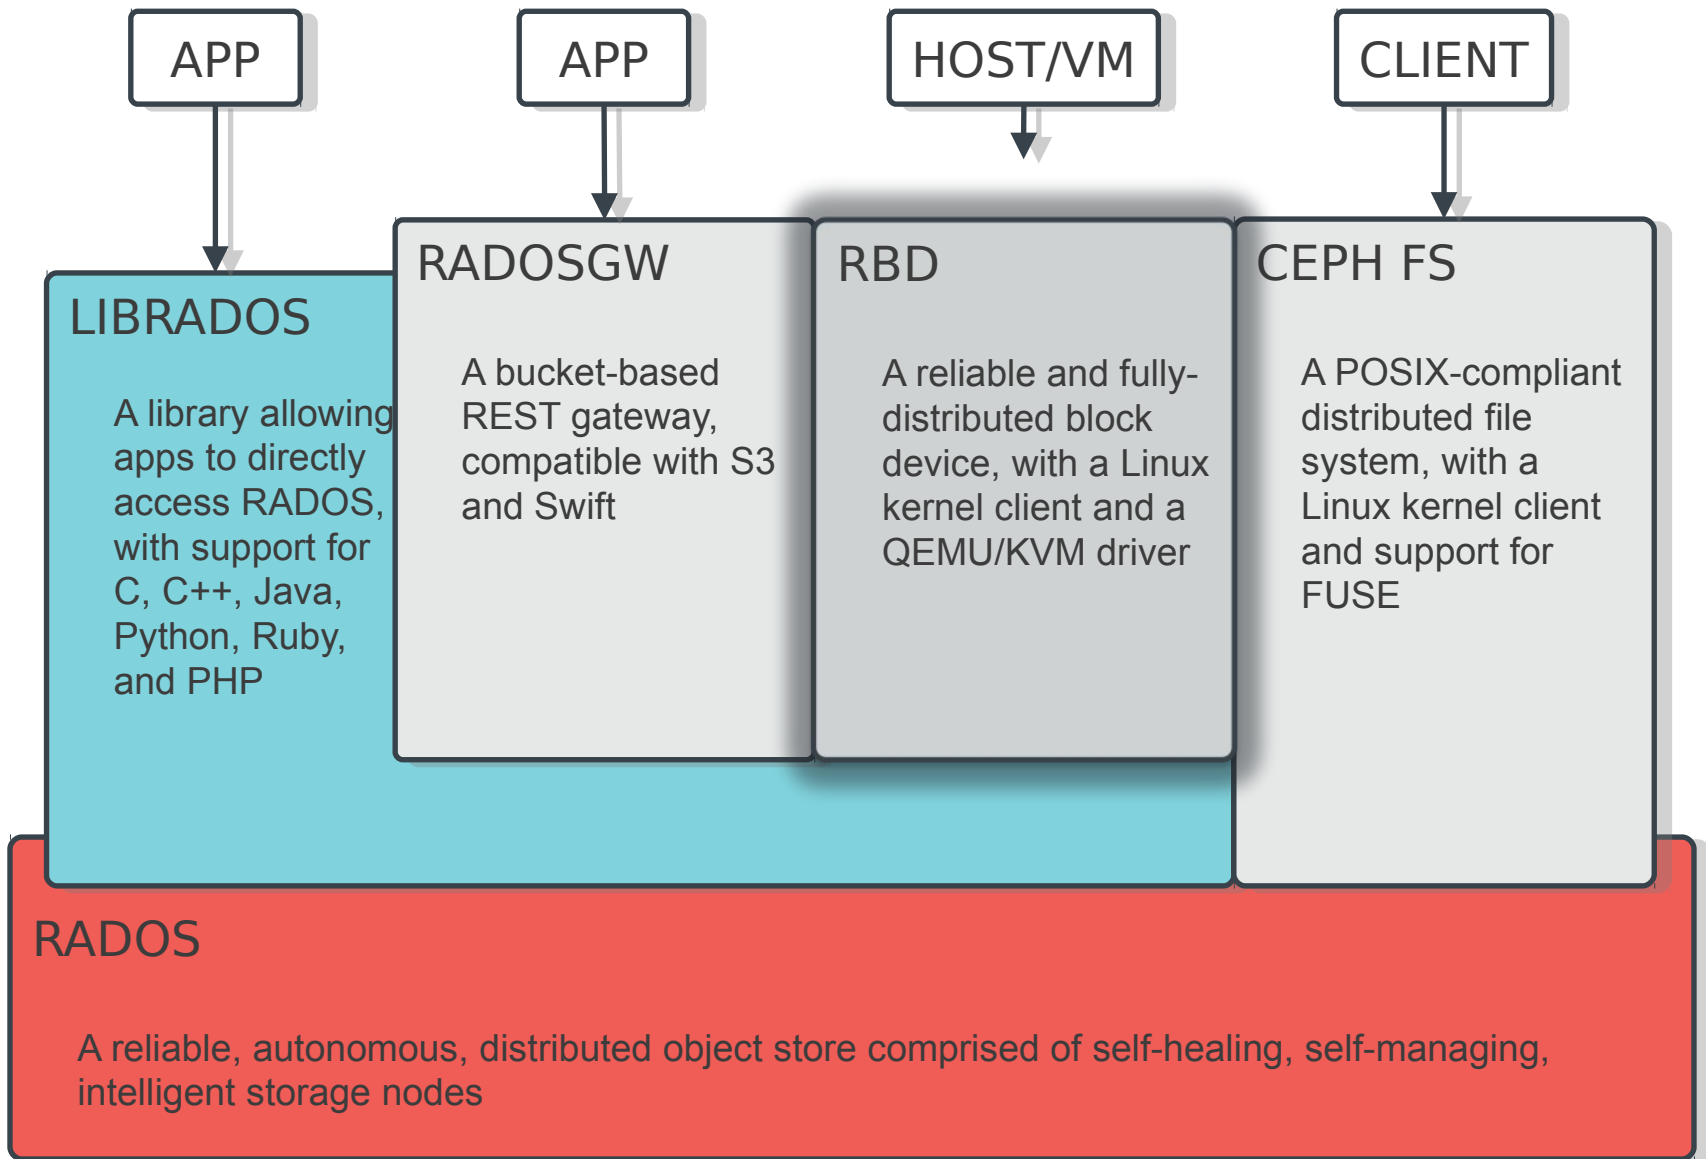 APP
APP
HOST/VM
CLIENT
LIBRADOS
A library allowing
apps to directly
access RADOS,
with support for
C, C++, Java,
Python, Ruby,
and PHP
RADOSGW
A bucket-based
REST gateway,
compatible with S3
and Swift
RBD
A reliable and fully-
distributed block
device, with a Linux
kernel client and a
QEMU/KVM driver
CEPH FS
A POSIX-compliant
distributed file
system, with a
Linux kernel client
and support for
FUSE
RADOS
A reliable, autonomous, distributed object store comprised of self-healing, self-managing,
intelligent storage nodes